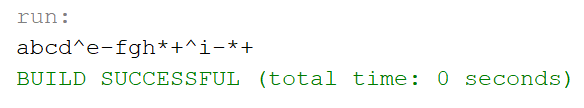 run:
abcd^e-fgh*+^i-*+
BUILD SUCCESSFUL (total time: 0 seconds)